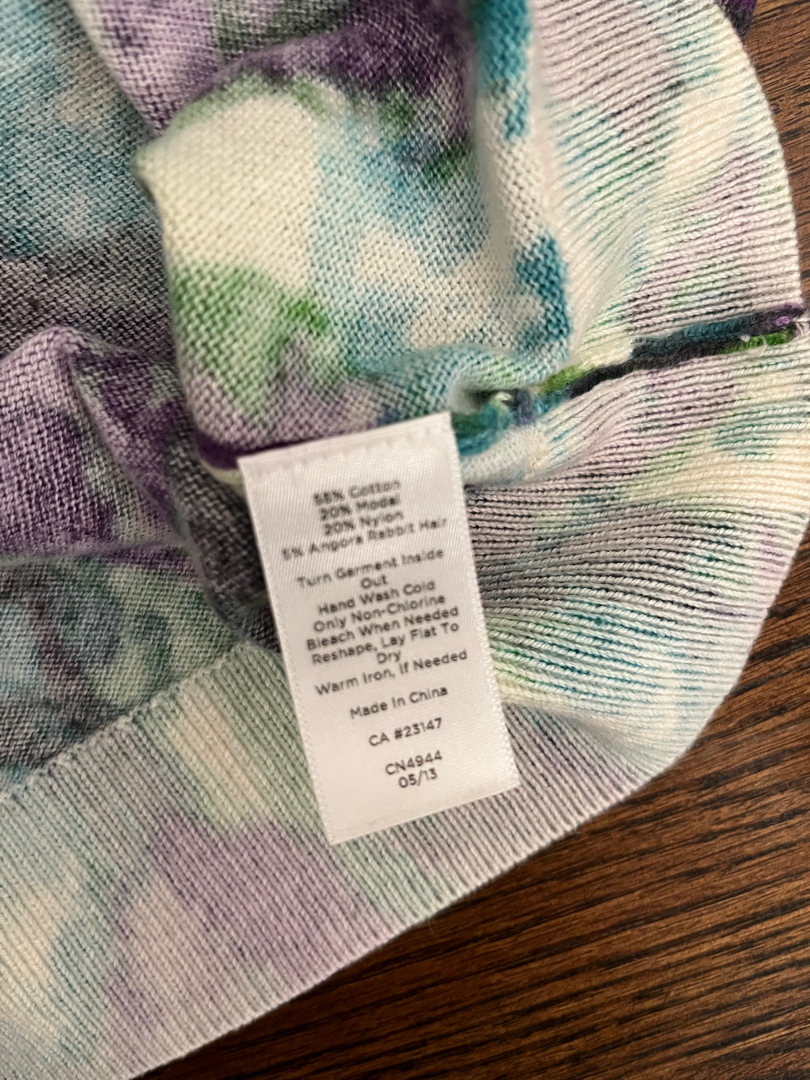 55% Cotton
20% Modal
20% Nylon
5% Angora Rabbit Hair
Turn Garment Inside
Out
Hand Wash Cold
Only Non-Chlorine
Bleach When Needed
Reshape, Lay Flat To
Dry
Warm Iron, If Needed
Made In China
CA #23147
CN4944
05/13